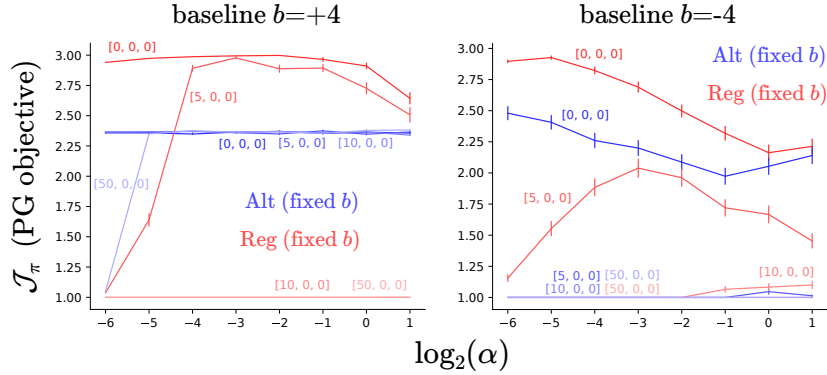 baseline b=+4
baseline b=-4
𝒥π (PG objective)
3.00
2.75
2.50
2.25
2.00
1.75
1.50
1.25
1.00
[0, 0, 0]
[5, 0, 0]
[0, 0, 0]
[5, 0, 0]
[10, 0, 0]
[50, 0, 0]
Alt (fixed b)
Reg (fixed b)
[10, 0, 0]
[50, 0, 0]
−6 −5 −4 −3 −2 −1 0 1
3.00
2.75
2.50
2.25
2.00
1.75
1.50
1.25
1.00
[0, 0, 0]
Alt (fixed b)
Reg (fixed b)
[0, 0, 0]
[5, 0, 0]
[5, 0, 0]
[50, 0, 0]
[10, 0, 0]
[10, 0, 0]
[50, 0, 0]
−6 −5 −4 −3 −2 −1 0 1
log₂(α)